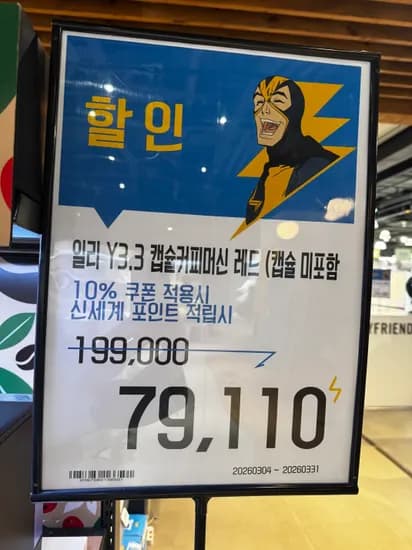 할인
일리 Y3.3 캡슐커피머신 레드 (캡슐 미포함
10% 쿠폰 적용시
신세계 포인트 적립시
199,000
79,110
20260304 ~ 20260331
YFRIEND